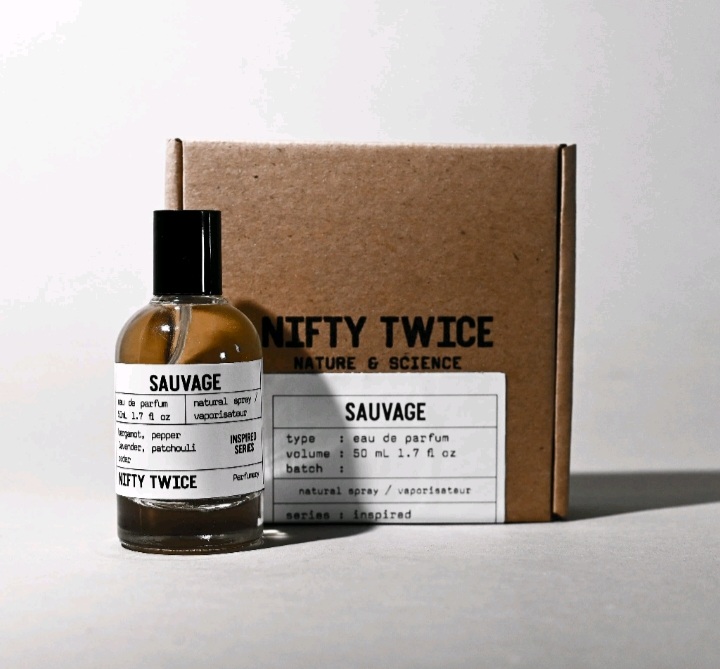 SAUVAGE
eau de parfum
50mL 1.7 fl oz
natural spray /
vaporisateur
bergamot, pepper
lavender, patchouli
cedar
INSPIRED
SERIES
NIFTY TWICE
Perfumery
NIFTY TWICE
NATURE & SCIENCE
SAUVAGE
type : eau de parfum
volume : 50 mL 1.7 fl oz
batch :
natural spray / vaporisateur
series : inspired